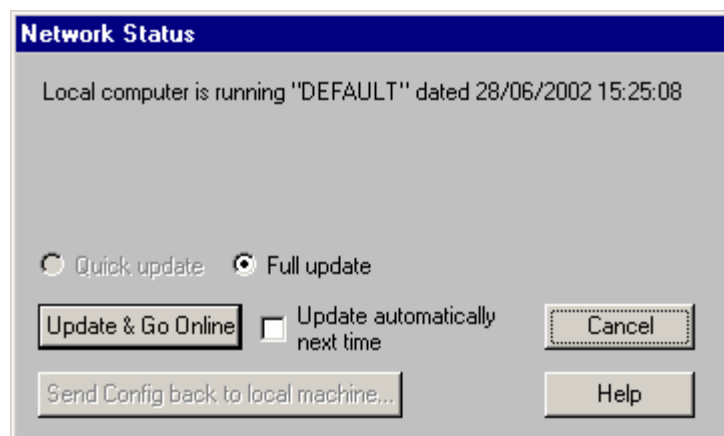 Network Status
Local computer is running "DEFAULT" dated 28/06/2002 15:25:08
Quick update Full update
Update & Go Online Update automatically
next time Cancel
Send Config back to local machine... Help